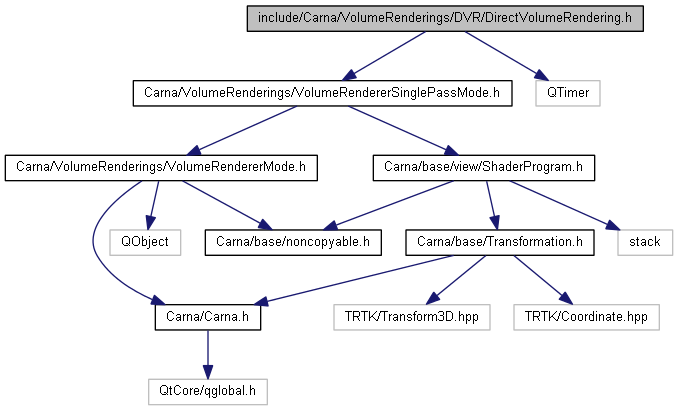 include/Carna/VolumeRenderings/DVR/DirectVolumeRendering.h
Carna/VolumeRenderings/VolumeRendererSinglePassMode.h
QTimer
Carna/VolumeRenderings/VolumeRendererMode.h
Carna/base/view/ShaderProgram.h
QObject
Carna/base/noncopyable.h
Carna/base/Transformation.h
stack
Carna/Carna.h
TRTK/Transform3D.hpp
TRTK/Coordinate.hpp
QtCore/qglobal.h